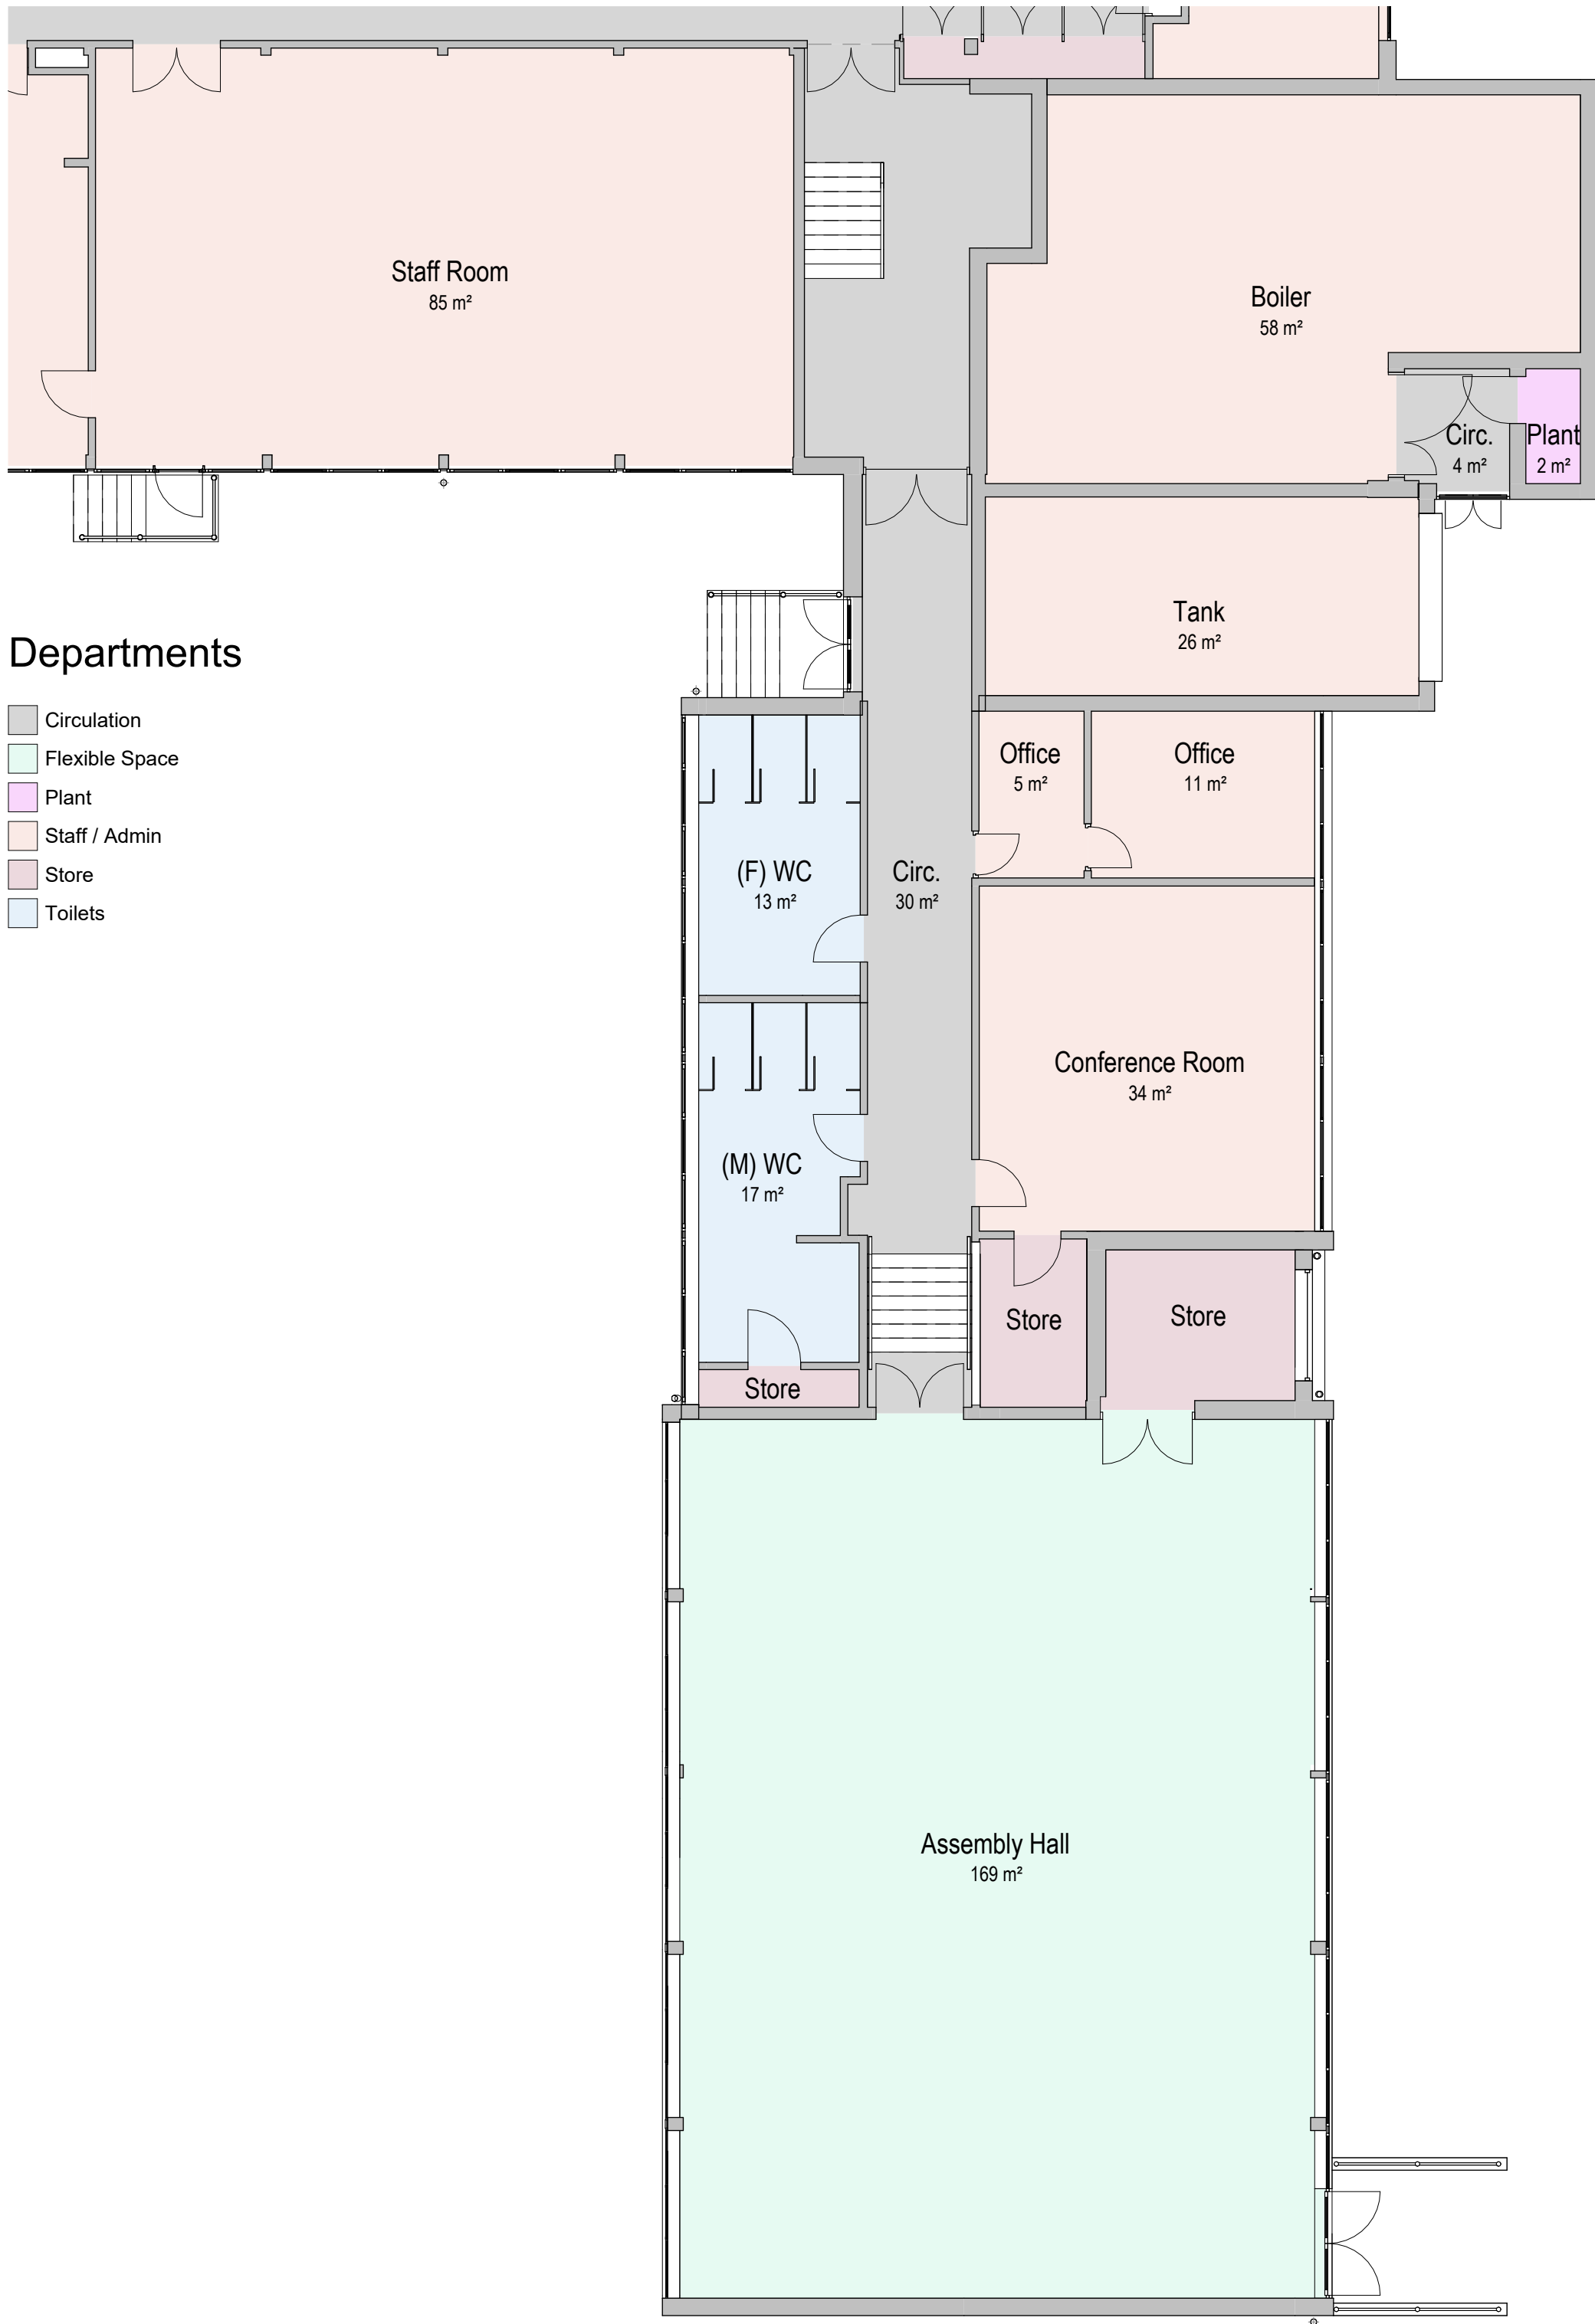 Staff Room
85 m²
Boiler
58 m²
Circ.
4 m²
Plant
2 m²
Tank
26 m²
Departments
Circulation
Flexible Space
Plant
Staff / Admin
Store
Toilets
Office
5 m²
Office
11 m²
(F) WC
13 m²
Circ.
30 m²
Conference Room
34 m²
(M) WC
17 m²
Store
Store
Store
Assembly Hall
169 m²